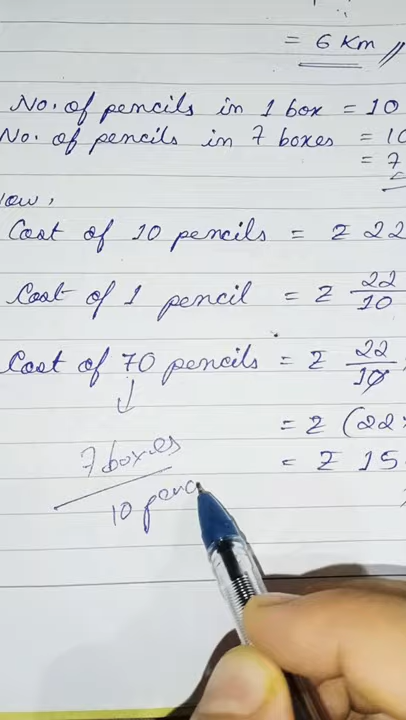 = 6 Km
No. of pencils in 1 box = 10
No. of pencils in 7 boxes = 10
= 7
Now,
Cost of 10 pencils = ₹ 22
Cost of 1 pencil = ₹ 22/10
Cost of 70 pencils = ₹ 22/10
= ₹ (22×
= ₹ 15
7 boxes
10 penc